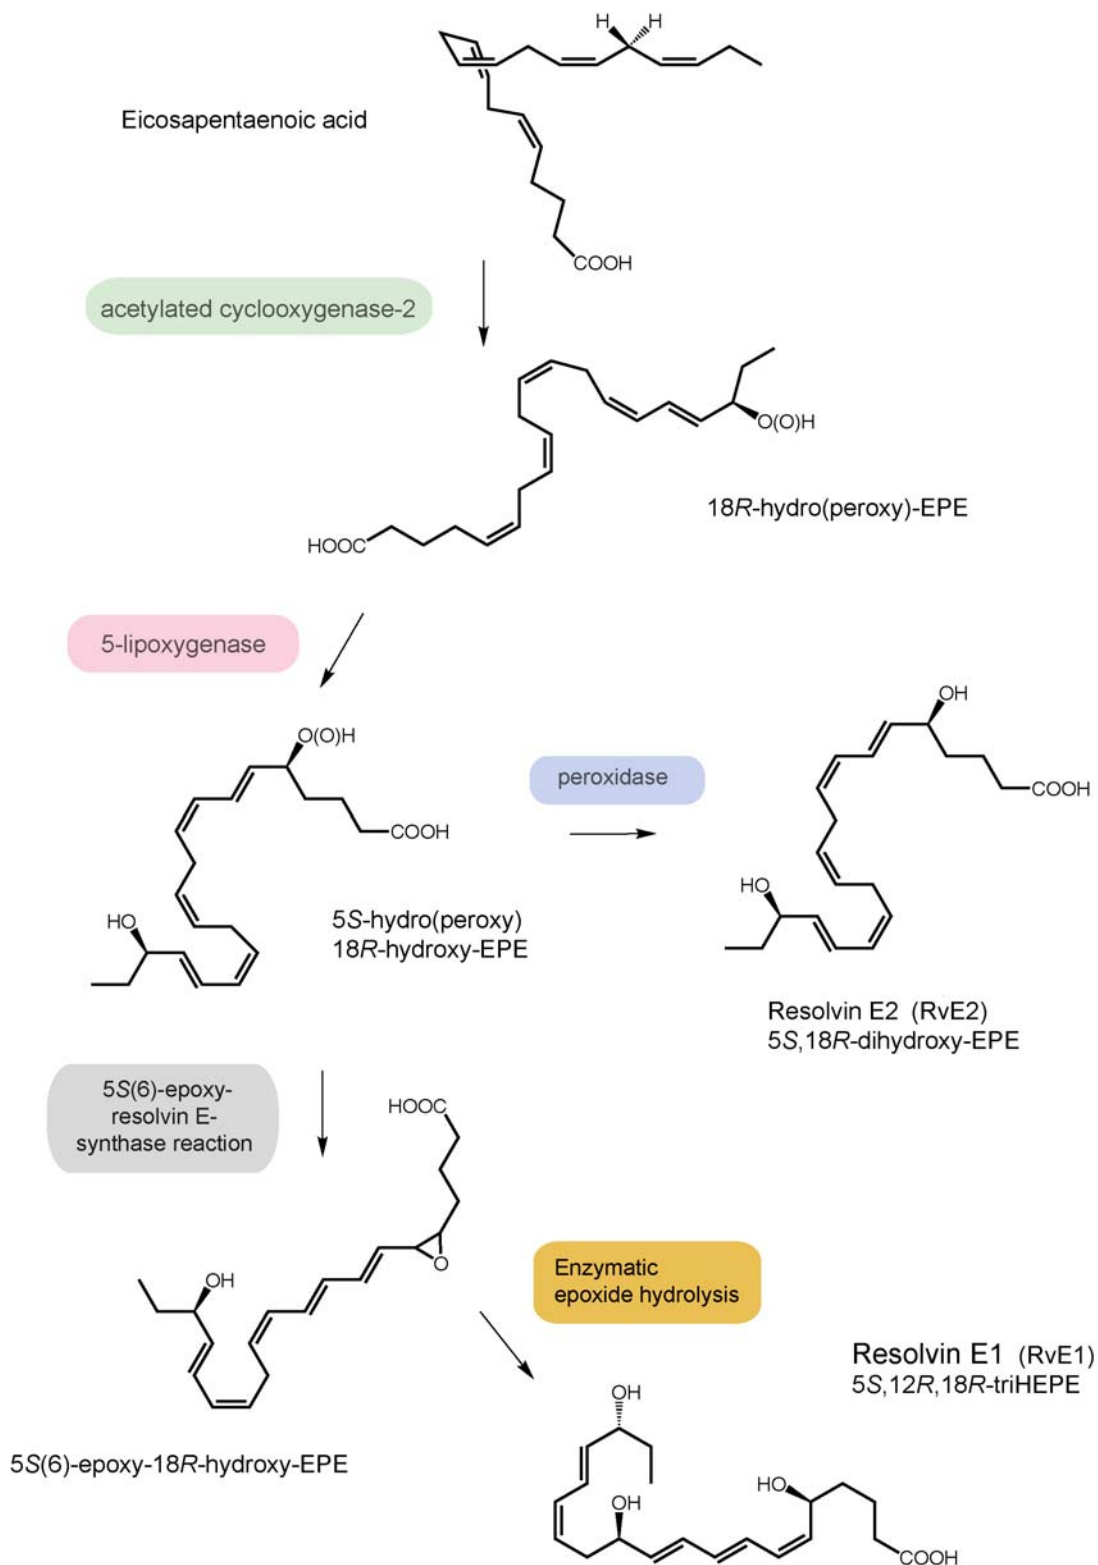 H H
Eicosapentaenoic acid
COOH
acetylated cyclooxygenase-2
O(O)H
18R-hydro(peroxy)-EPE
HOOC
5-lipoxygenase
O(O)H
COOH
HO
5S-hydro(peroxy)
18R-hydroxy-EPE
peroxidase
OH
COOH
HO
Resolvin E2 (RvE2)
5S,18R-dihydroxy-EPE
5S(6)-epoxy-
resolvin E-
synthase reaction
HOOC
O
OH
5S(6)-epoxy-18R-hydroxy-EPE
Enzymatic
epoxide hydrolysis
Resolvin E1 (RvE1)
5S,12R,18R-triHEPE
OH
OH
HO
COOH